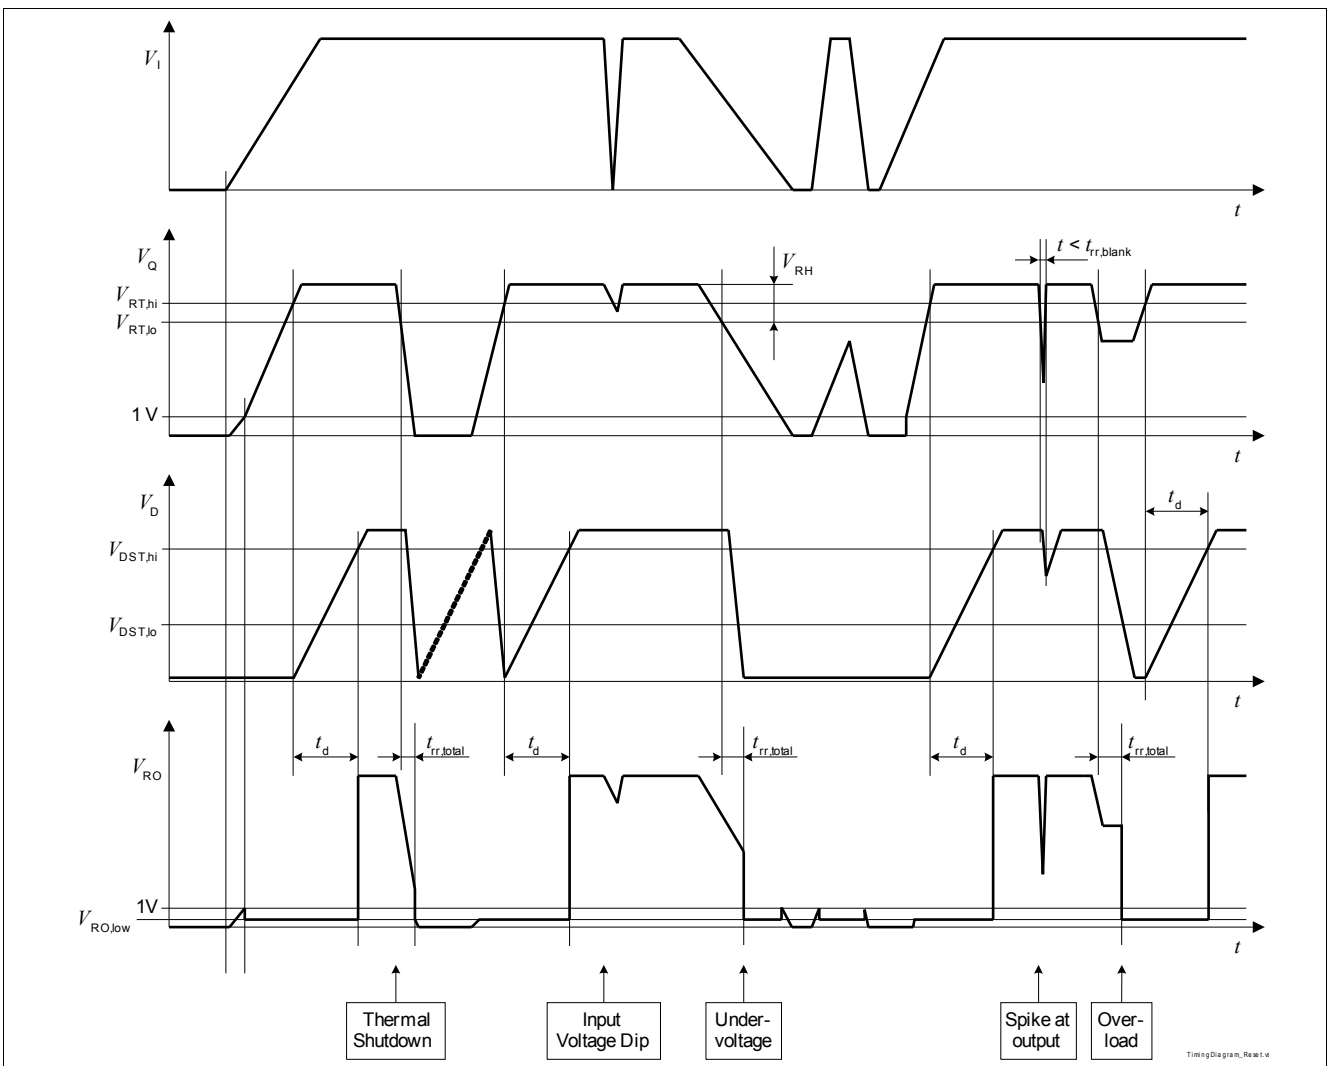 V_I
t
V_Q
t < t_rr,blank
V_RH
V_RT,hi
V_RT,lo
1 V
t
V_D
t_d
V_DST,hi
V_DST,lo
t
t_d
t_rr,total
t_d
t_rr,total
t_d
t_rr,total
V_RO
1V
V_RO,low
t
Thermal
Shutdown
Input
Voltage Dip
Under-
voltage
Spike at
output
Over-
load